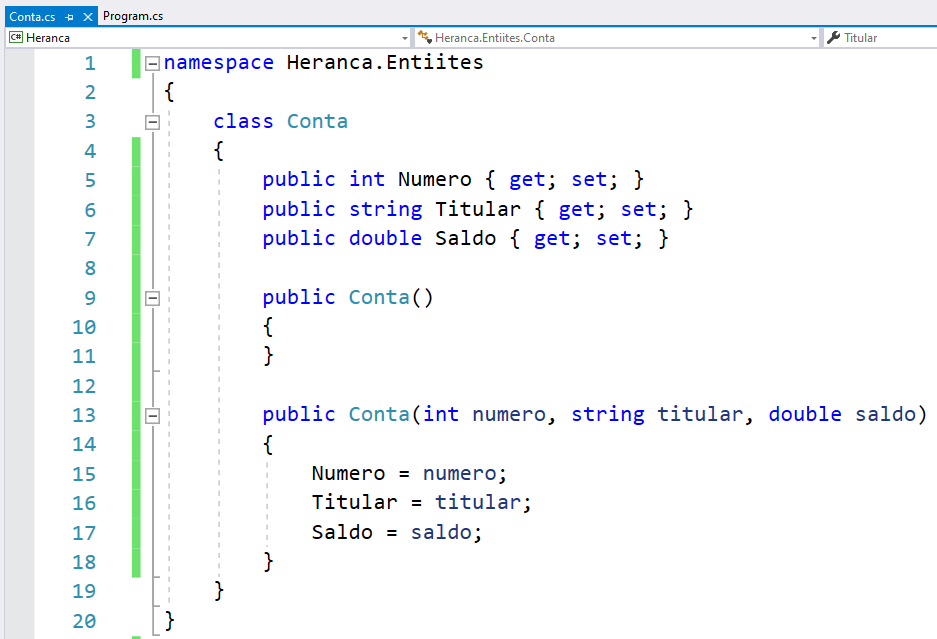 Conta.cs Program.cs
C# Heranca Heranca.Entiites.Conta Titular
1 namespace Heranca.Entiites
2 {
3 class Conta
4 {
5 public int Numero { get; set; }
6 public string Titular { get; set; }
7 public double Saldo { get; set; }
8
9 public Conta()
10 {
11 }
12
13 public Conta(int numero, string titular, double saldo)
14 {
15 Numero = numero;
16 Titular = titular;
17 Saldo = saldo;
18 }
19 }
20 }